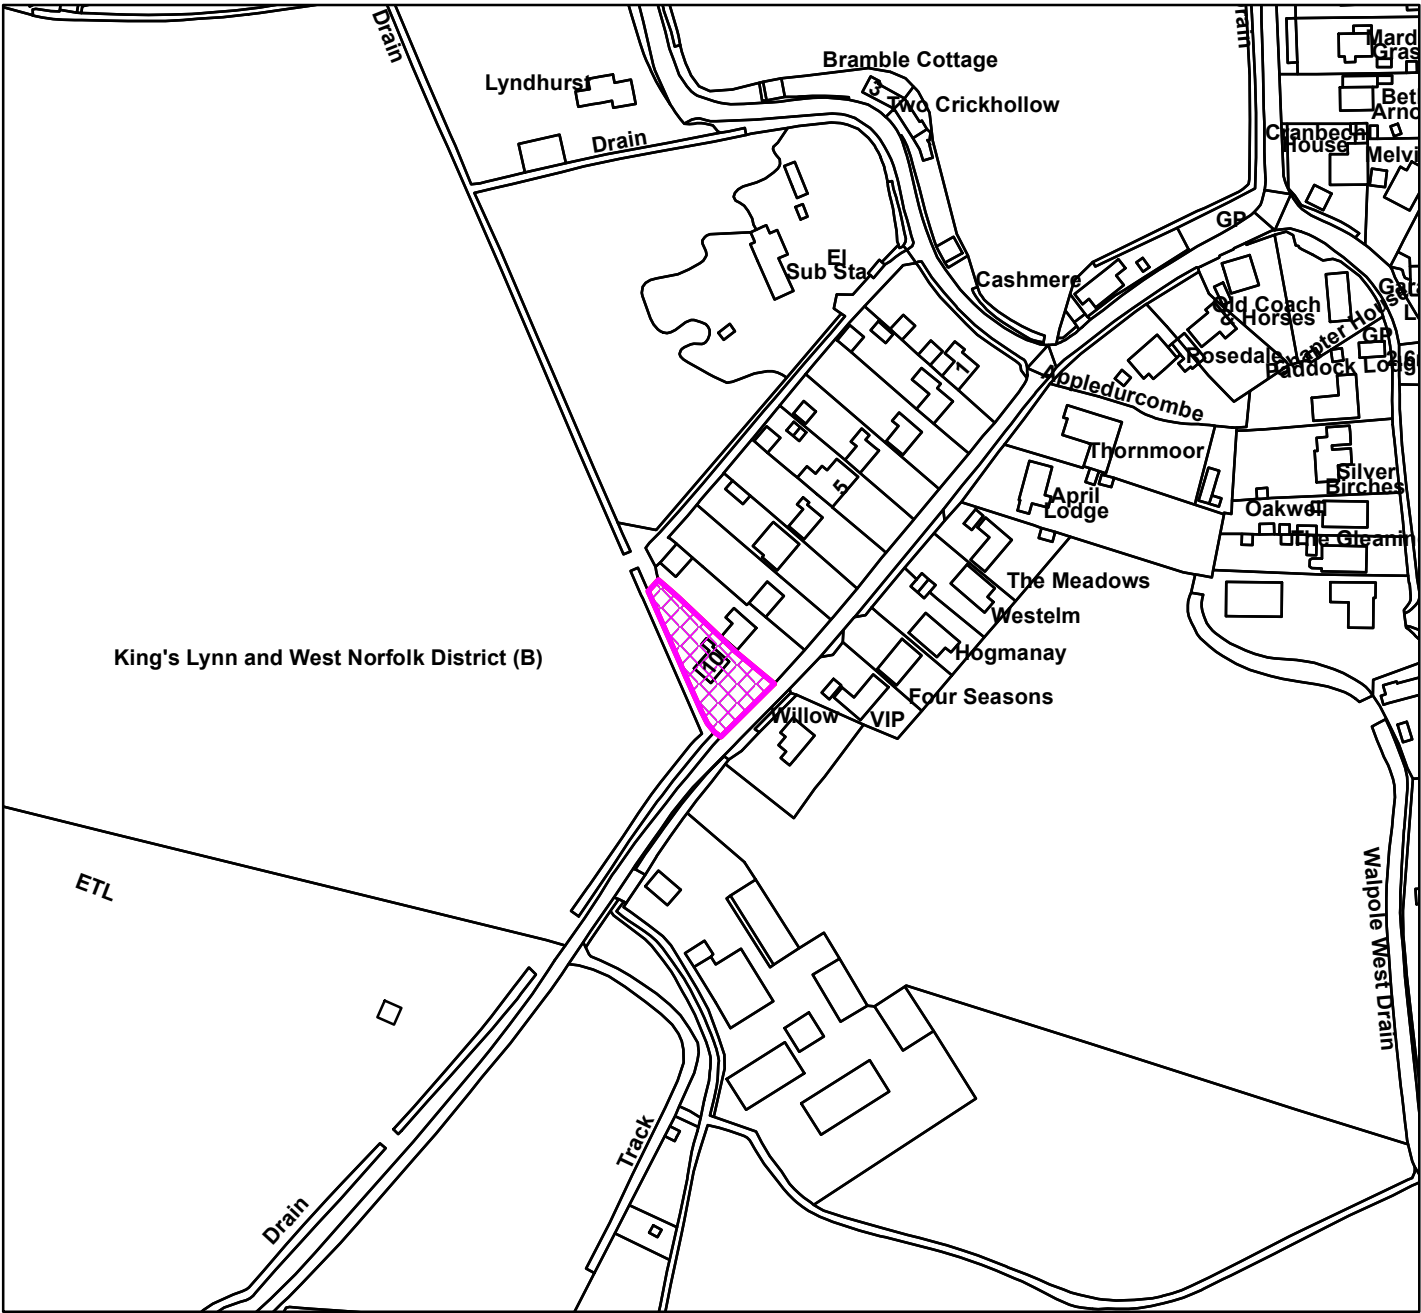 Drain
Lyndhurst
Drain
Bramble Cottage
3
Two Crickhollow
El
Sub Sta
Cashmere
GP
House
Old Coach
& Horses
Rosedale
GP
Appledurcombe
Thornmoor
April
Lodge
Silver
Birches
Oakwell
1
5
10
The Meadows
Westelm
Hogmanay
Four Seasons
VIP
Willow
King's Lynn and West Norfolk District (B)
ETL
Walpole West Drain
Track
Drain